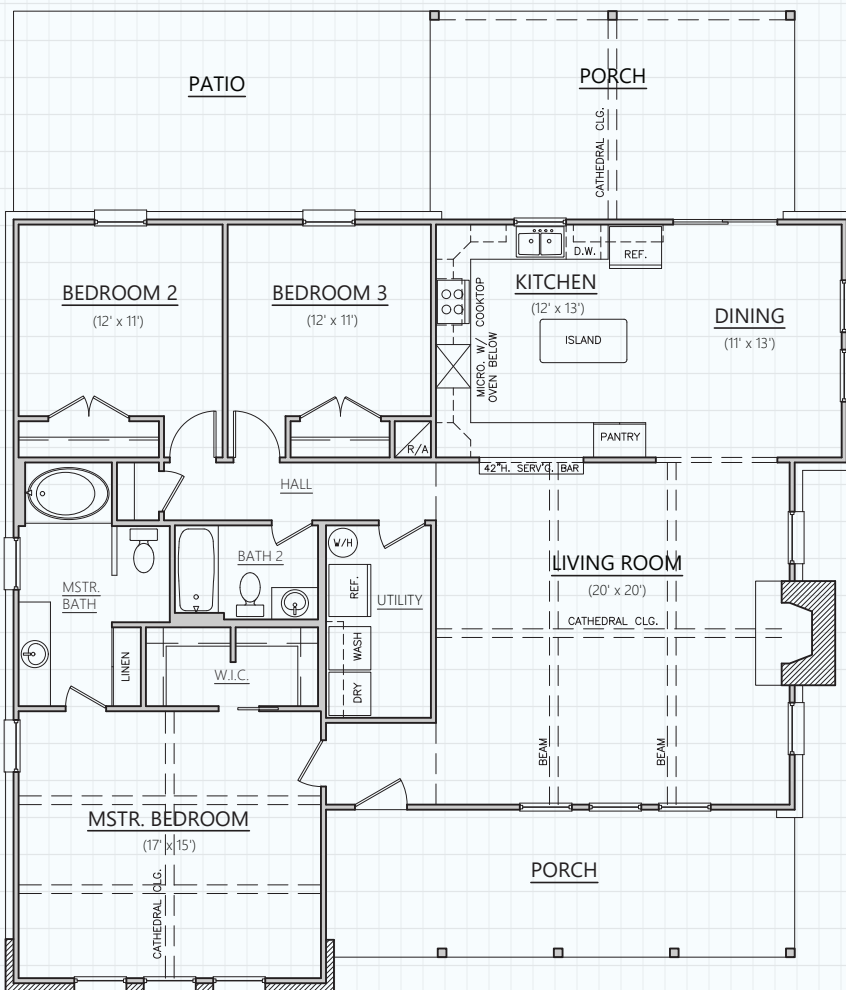 PATIO
PORCH
CATHEDRAL CLG.
BEDROOM 2
(12' x 11')
BEDROOM 3
(12' x 11')
D.W.
REF.
KITCHEN
(12' x 13')
MICRO. W/ COOKTOP
OVEN BELOW
ISLAND
DINING
(11' x 13')
PANTRY
R/A
42"H. SERV'G. BAR
HALL
W/H
BATH 2
MSTR.
BATH
REF.
UTILITY
LIVING ROOM
(20' x 20')
CATHEDRAL CLG.
LINEN
W.I.C.
WASH
DRY
BEAM
BEAM
MSTR. BEDROOM
(17' x 15')
CATHEDRAL CLG.
PORCH